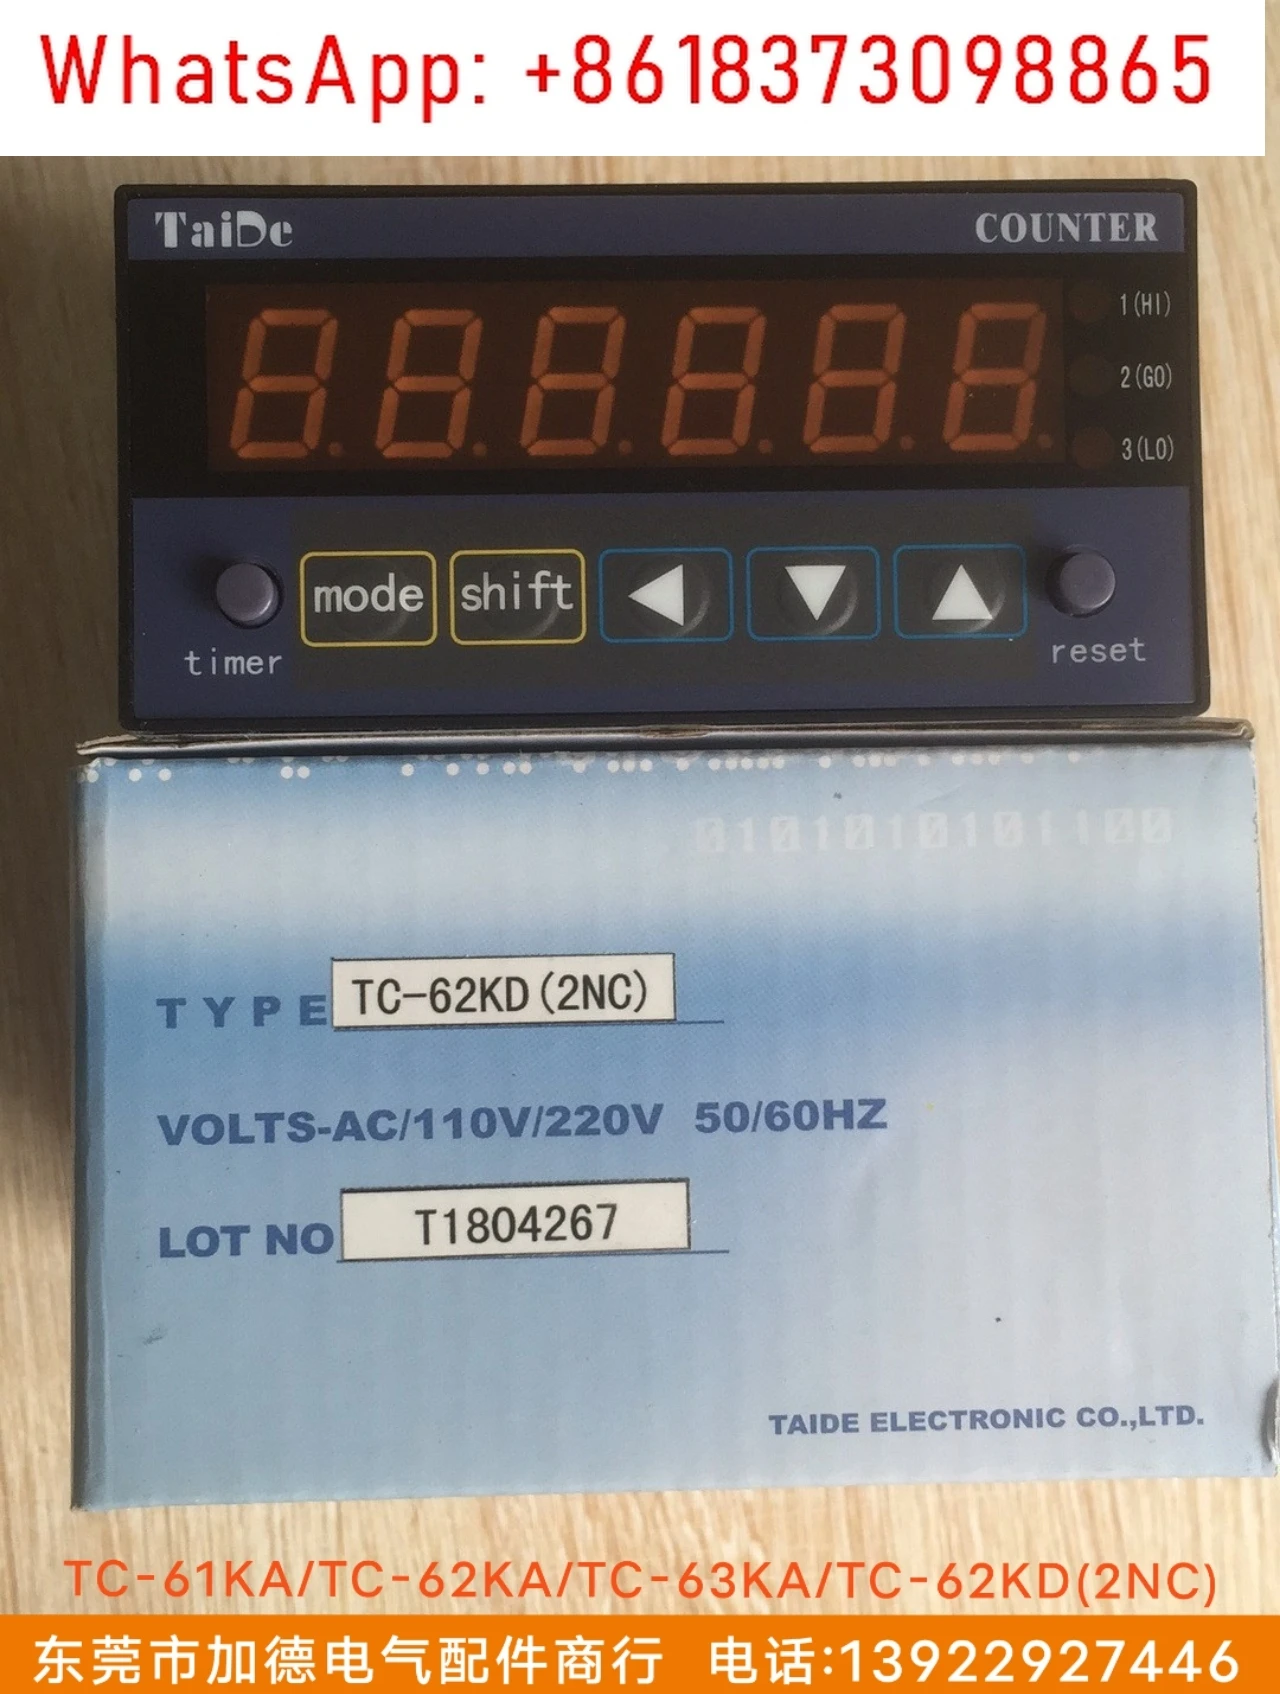 WhatsApp: +8618373098865
TaiDe COUNTER
1(HI)
2(GO)
3(LO)
mode shift
timer reset
0101010101100
TYPE TC-62KD(2NC)
VOLTS-AC/110V/220V 50/60HZ
LOT NO T1804267
TAIDE ELECTRONIC CO.,LTD.
TC-61KA/TC-62KA/TC-63KA/TC-62KD(2NC)
东莞市加德电气配件商行 电话:13922927446